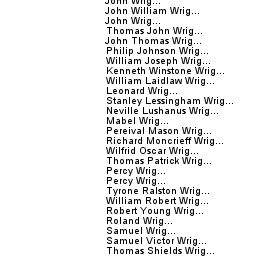 John Wrig...
John William Wrig...
John Wrig...
Thomas John Wrig...
John Thomas Wrig...
Philip Johnson Wrig...
William Joseph Wrig...
Kenneth Winstone Wrig...
William Laidlaw Wrig...
Leonard Wrig...
Stanley Lessingham Wrig...
Neville Lushanus Wrig...
Mabel Wrig...
Pereival Mason Wrig...
Richard Moncrieff Wrig...
Wilfrid Oscar Wrig...
Thomas Patrick Wrig...
Percy Wrig...
Percy Wrig...
Tyrone Ralston Wrig...
William Robert Wrig...
Robert Young Wrig...
Roland Wrig...
Samuel Wrig...
Samuel Victor Wrig...
Thomas Shields Wrig...